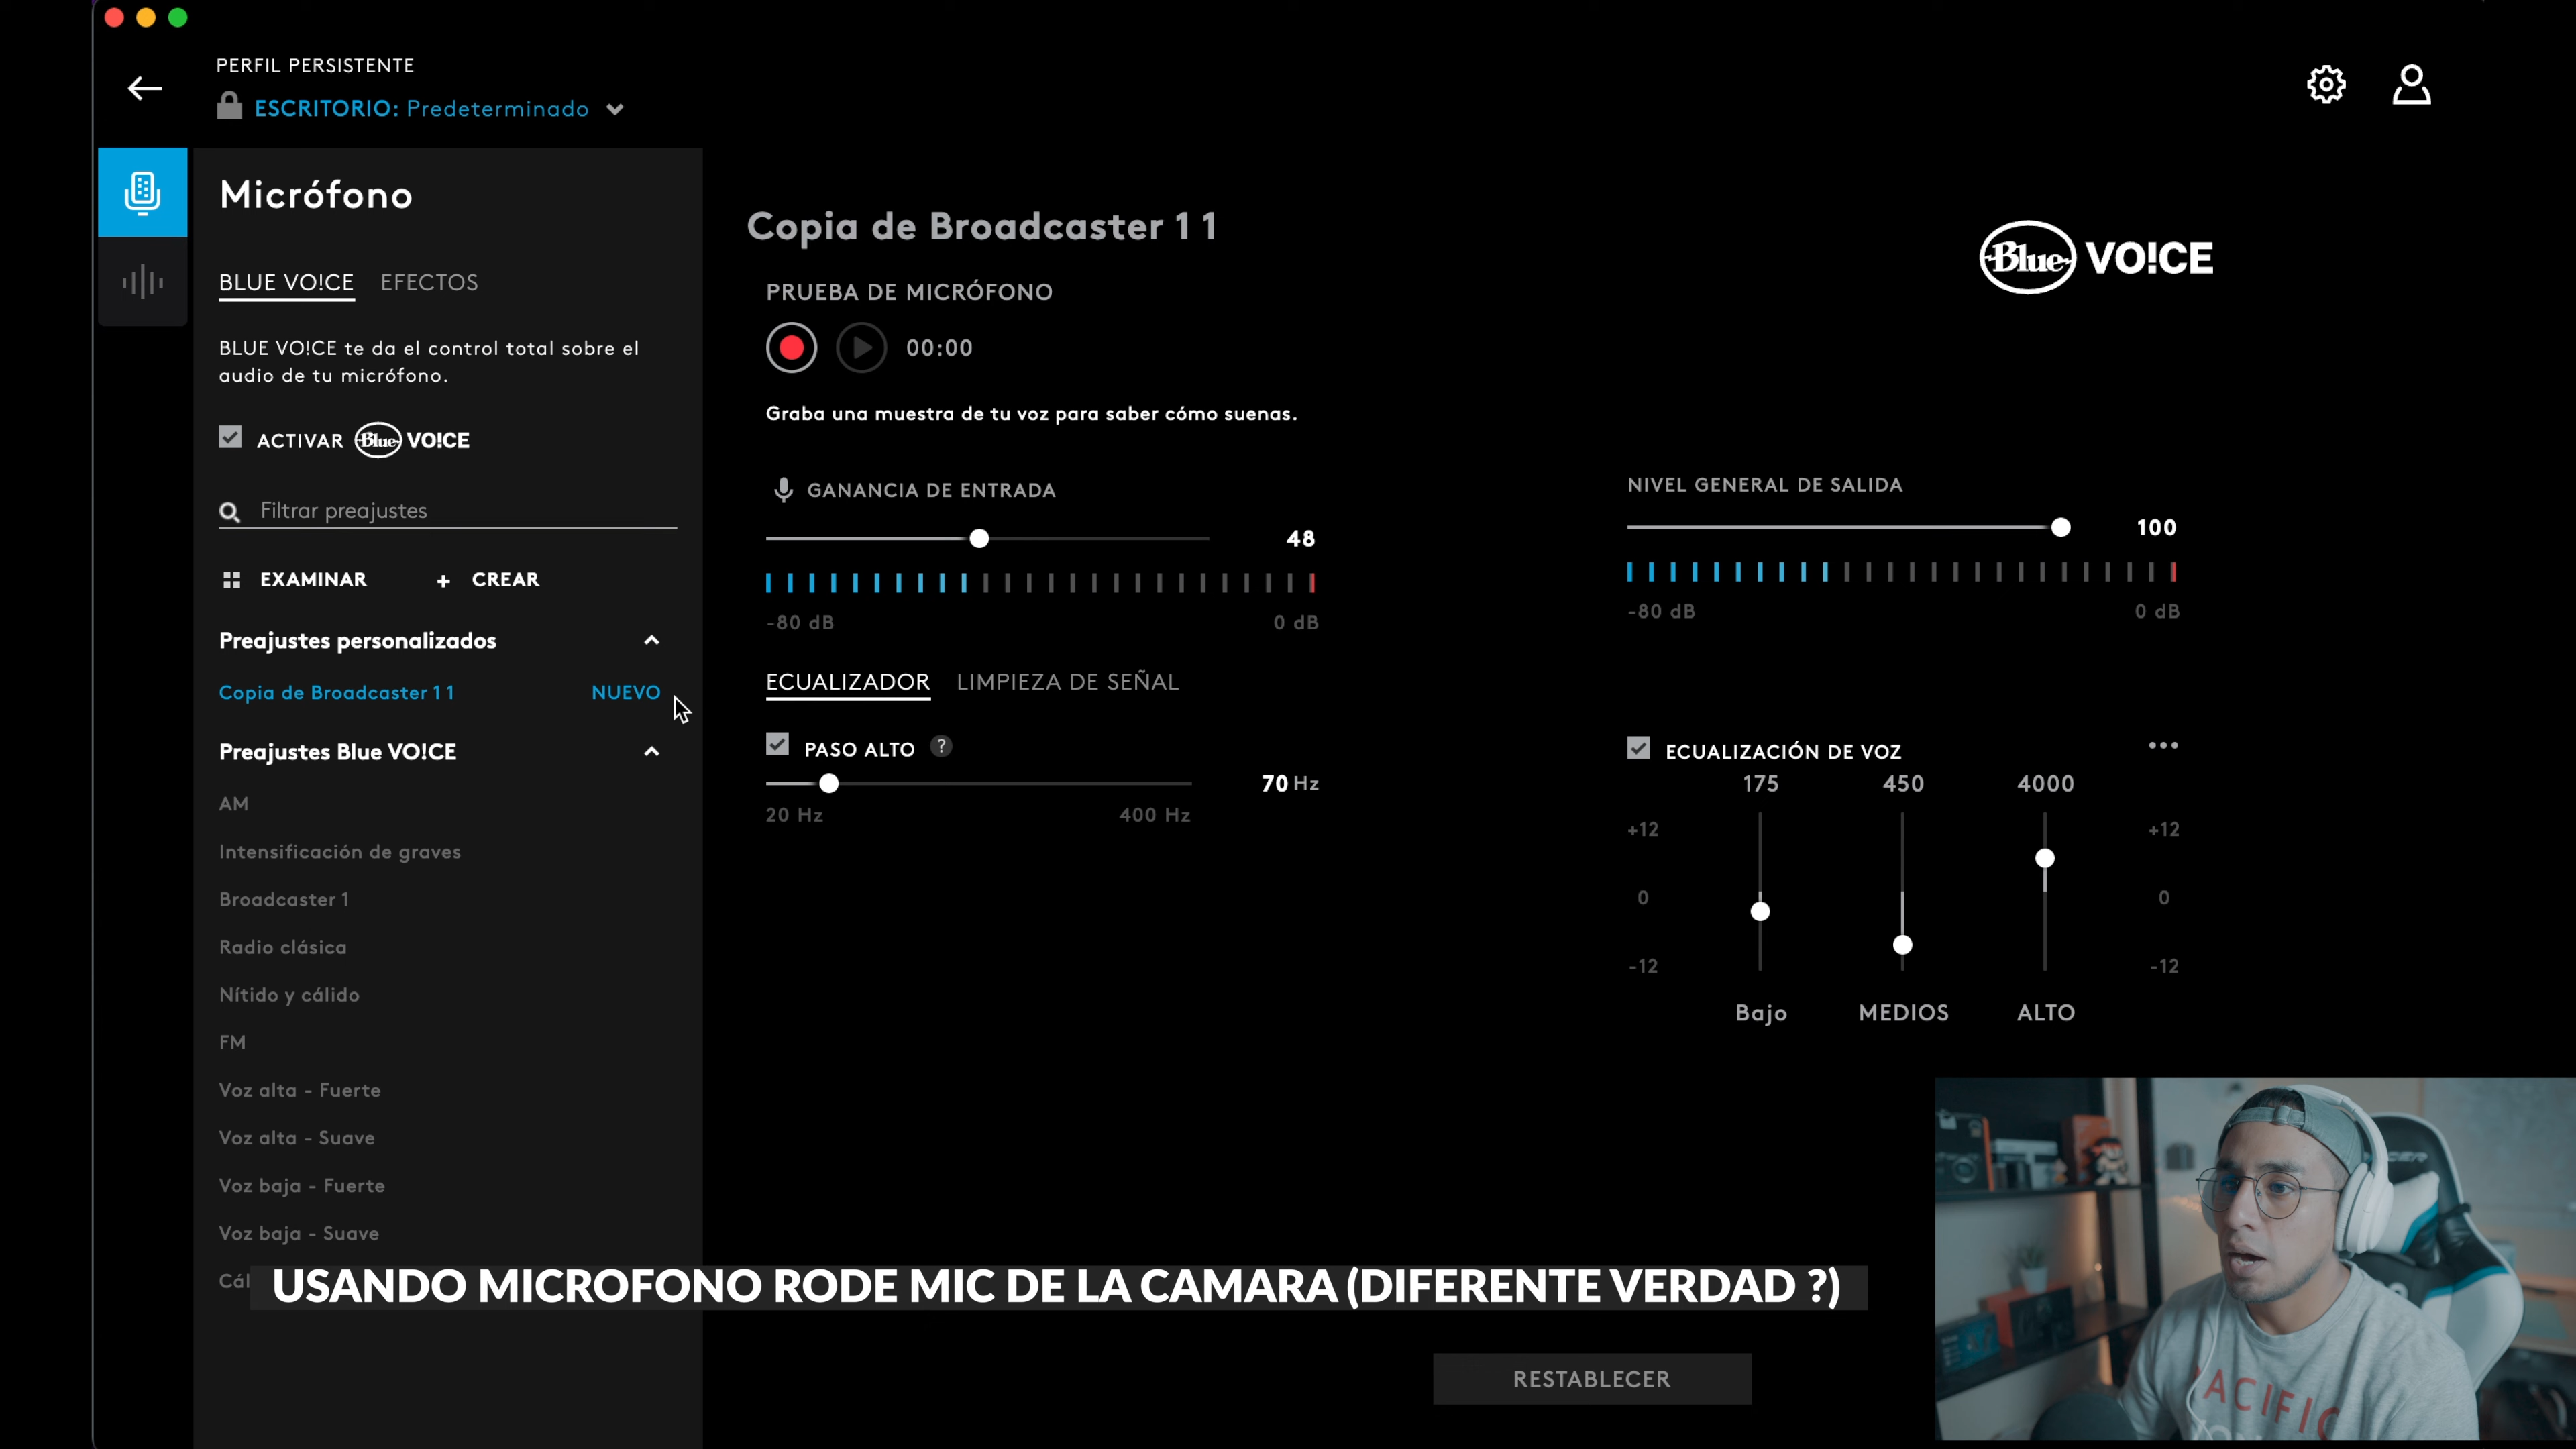 PERFIL PERSISTENTE
ESCRITORIO: Predeterminado
Micrófono
BLUE VO!CE EFECTOS
BLUE VO!CE te da el control total sobre el
audio de tu micrófono.
ACTIVAR Blue VO!CE
Filtrar preajustes
EXAMINAR + CREAR
Preajustes personalizados
Copia de Broadcaster 1 1 NUEVO
Preajustes Blue VO!CE
AM
Intensificación de graves
Broadcaster 1
Radio clásica
Nítido y cálido
FM
Voz alta - Fuerte
Voz alta - Suave
Voz baja - Fuerte
Voz baja - Suave
Copia de Broadcaster 1 1
Blue VO!CE
PRUEBA DE MICRÓFONO
00:00
Graba una muestra de tu voz para saber cómo suenas.
GANANCIA DE ENTRADA
48
-80 dB 0 dB
NIVEL GENERAL DE SALIDA
100
-80 dB 0 dB
ECUALIZADOR LIMPIEZA DE SEÑAL
PASO ALTO ?
70 Hz
20 Hz 400 Hz
ECUALIZACIÓN DE VOZ
175 450 4000
+12 +12
0 0
-12 -12
Bajo MEDIOS ALTO
USANDO MICROFONO RODE MIC DE LA CAMARA (DIFERENTE VERDAD ?)
RESTABLECER